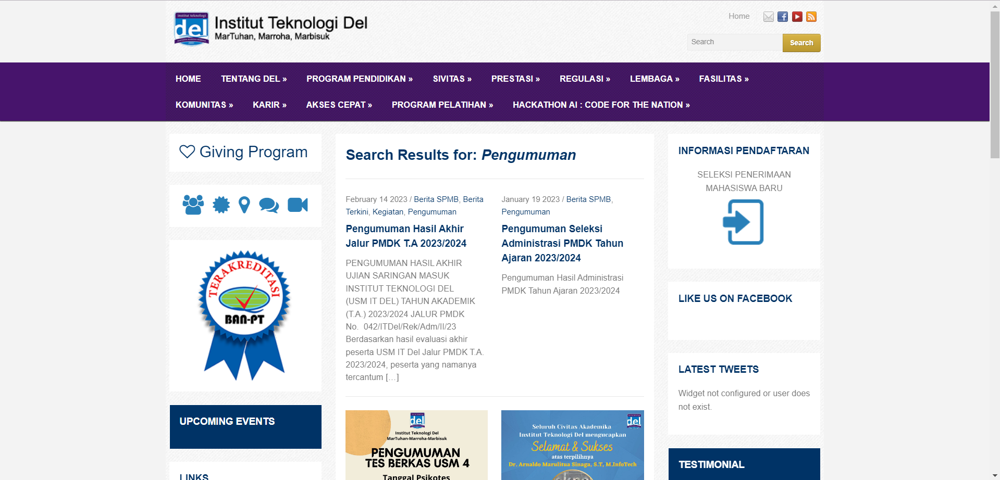 institut teknologi
del
Institut Teknologi Del
MarTuhan, Marroha, Marbisuk
Home
Search
Search
HOME
TENTANG DEL »
PROGRAM PENDIDIKAN »
SIVITAS »
PRESTASI »
REGULASI »
LEMBAGA »
FASILITAS »
KOMUNITAS »
KARIR »
AKSES CEPAT »
PROGRAM PELATIHAN »
HACKATHON AI : CODE FOR THE NATION »
Giving Program
TERAKREDITASI
BAN-PT
UPCOMING EVENTS
LINKS
Search Results for: Pengumuman
February 14 2023 / Berita SPMB, Berita
Terkini, Kegiatan, Pengumuman
Pengumuman Hasil Akhir
Jalur PMDK T.A 2023/2024
PENGUMUMAN HASIL AKHIR
UJIAN SARINGAN MASUK
INSTITUT TEKNOLOGI DEL
(USM IT DEL) TAHUN AKADEMIK
(T.A.) 2023/2024 JALUR PMDK
No.  042/ITDel/Rek/Adm/II/23
Berdasarkan hasil evaluasi akhir
peserta USM IT Del Jalur PMDK T.A.
2023/2024, peserta yang namanya
tercantum […]
January 19 2023 / Berita SPMB,
Pengumuman
Pengumuman Seleksi
Administrasi PMDK Tahun
Ajaran 2023/2024
Pengumuman Hasil Administrasi
PMDK Tahun Ajaran 2023/2024
del
Institut Teknologi Del
MarTuhan-Marroha-Marbisuk
PENGUMUMAN
TES BERKAS USM 4
Tanggal Psikotes
del
Seluruh Civitas Akademika
Institut Teknologi Del mengucapkan
Selamat & Sukses
atas terpilihnya
Dr. Arnaldo Marulitua Sinaga, S.T, M.InfoTech
INFORMASI PENDAFTARAN
SELEKSI PENERIMAAN
MAHASISWA BARU
LIKE US ON FACEBOOK
LATEST TWEETS
Widget not configured or user does
not exist.
TESTIMONIAL